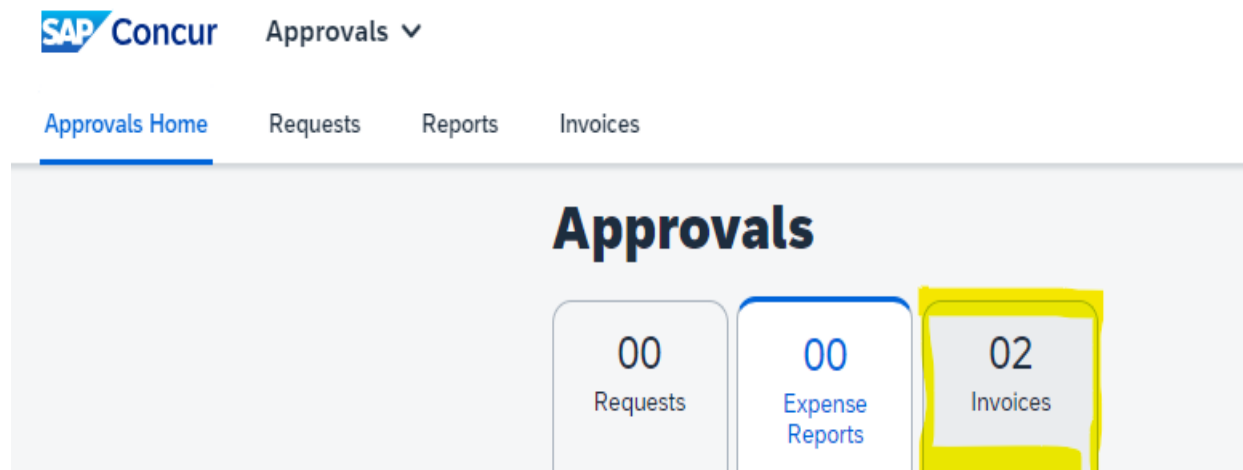 SAP Concur Approvals
Approvals Home Requests Reports Invoices
Approvals
00 00 02
Requests Expense Invoices
Reports